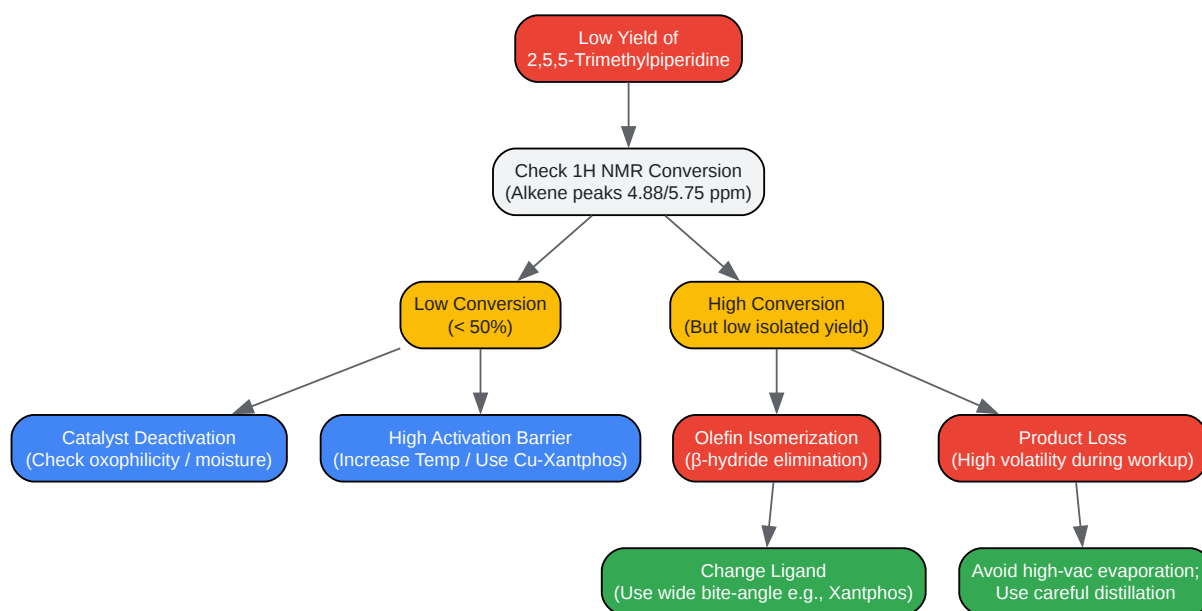 Low Yield of
2,5,5-Trimethylpiperidine
Check 1H NMR Conversion
(Alkene peaks 4.88/5.75 ppm)
Low Conversion
(< 50%)
High Conversion
(But low isolated yield)
Catalyst Deactivation
(Check oxophilicity / moisture)
High Activation Barrier
(Increase Temp / Use Cu-Xantphos)
Olefin Isomerization
(β-hydride elimination)
Product Loss
(High volatility during workup)
Change Ligand
(Use wide bite-angle e.g., Xantphos)
Avoid high-vac evaporation;
Use careful distillation